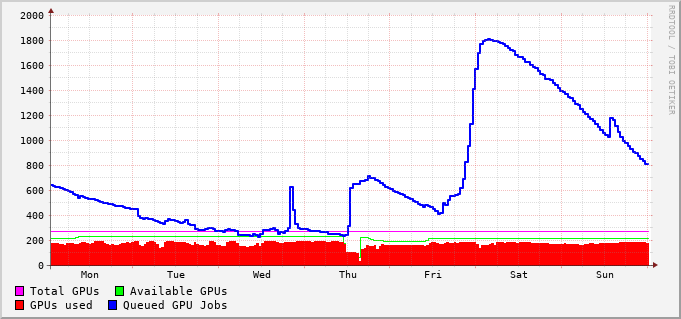 2000
1800
1600
1400
1200
1000
800
600
400
200
0
Mon Tue Wed Thu Fri Sat Sun
RRDTOOL / TOBI OETIKER
Total GPUs Available GPUs
GPUs used Queued GPU Jobs